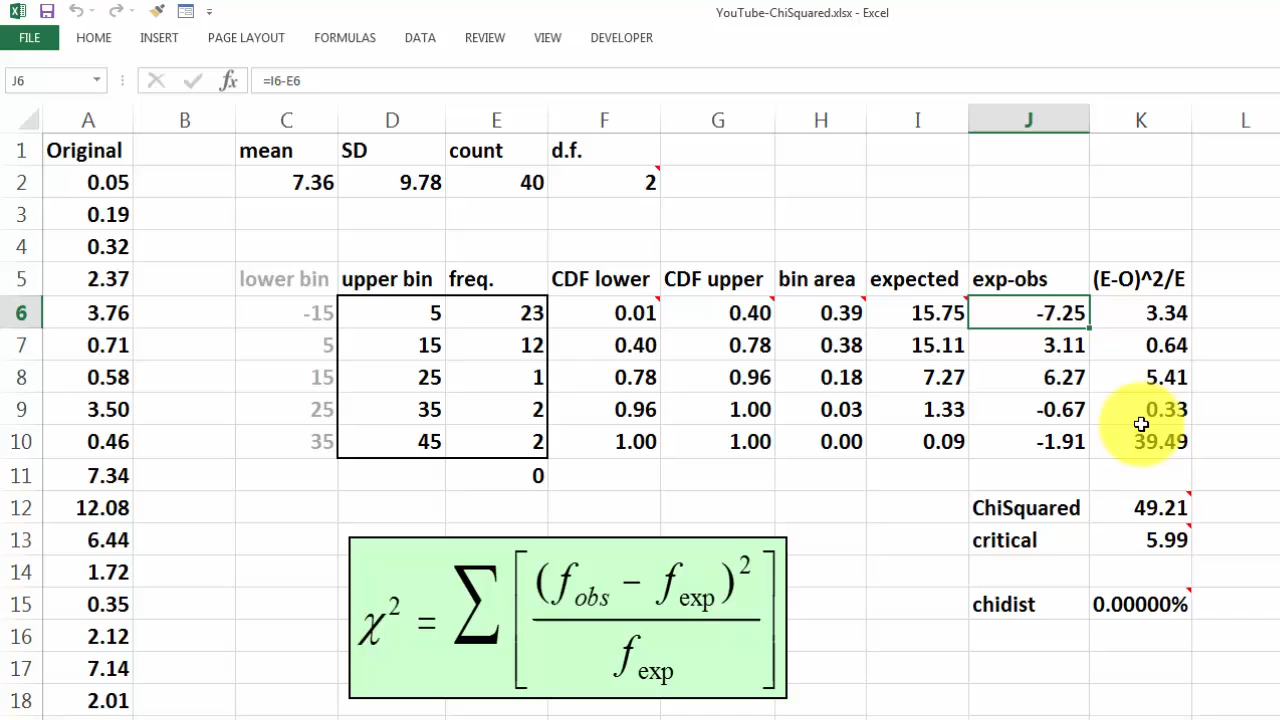 YouTube-ChiSquared.xlsx - Excel
FILE HOME INSERT PAGE LAYOUT FORMULAS DATA REVIEW VIEW DEVELOPER
J6 fx =I6-E6
A B C D E F G H I J K L
1 Original mean SD count d.f.
2 0.05 7.36 9.78 40 2
3 0.19
4 0.32
5 2.37 lower bin upper bin freq. CDF lower CDF upper bin area expected exp-obs (E-O)^2/E
6 3.76 -15 5 23 0.01 0.40 0.39 15.75 -7.25 3.34
7 0.71 5 15 12 0.40 0.78 0.38 15.11 3.11 0.64
8 0.58 15 25 1 0.78 0.96 0.18 7.27 6.27 5.41
9 3.50 25 35 2 0.96 1.00 0.03 1.33 -0.67 0.33
10 0.46 35 45 2 1.00 1.00 0.00 0.09 -1.91 39.49
11 7.34 0
12 12.08 ChiSquared 49.21
13 6.44 critical 5.99
14 1.72
15 0.35 chidist 0.00000%
16 2.12
17 7.14
18 2.01
χ² = ∑ [ (f_obs − f_exp)² / f_exp ]